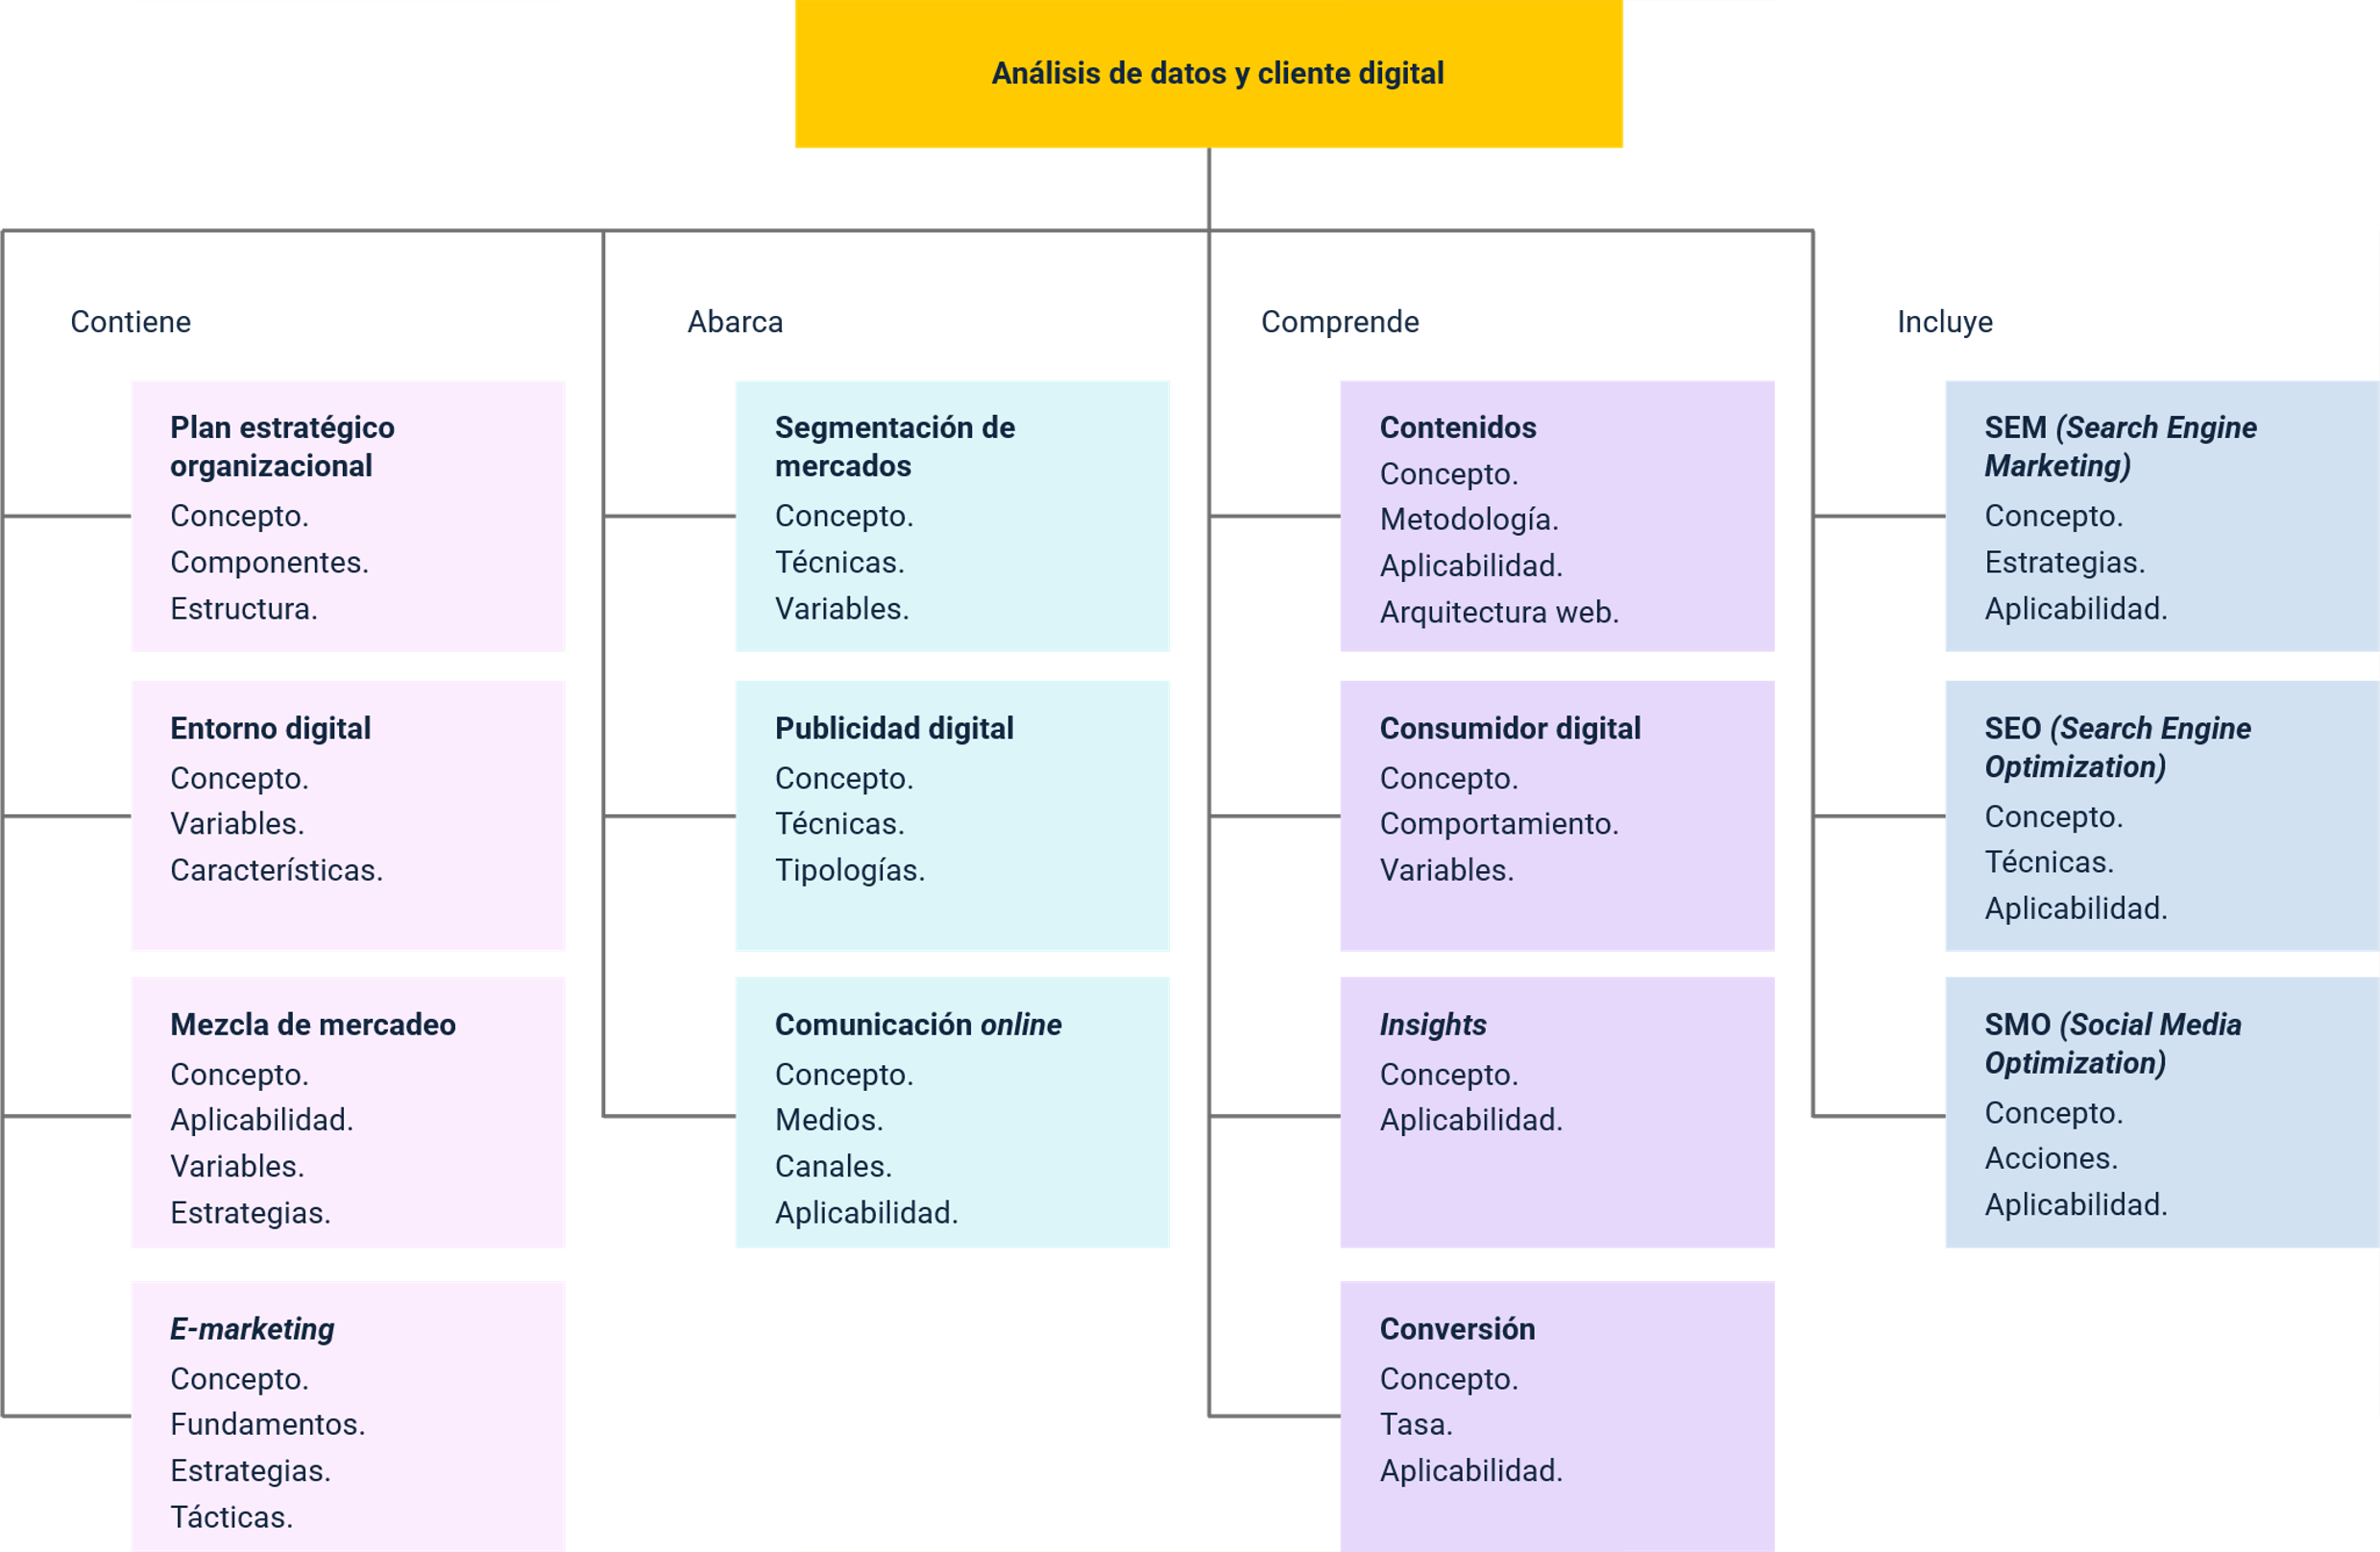 Análisis de datos y cliente digital
Contiene
Plan estratégico
organizacional
Concepto.
Componentes.
Estructura.
Entorno digital
Concepto.
Variables.
Características.
Mezcla de mercadeo
Concepto.
Aplicabilidad.
Variables.
Estrategias.
E-marketing
Concepto.
Fundamentos.
Estrategias.
Tácticas.
Abarca
Segmentación de
mercados
Concepto.
Técnicas.
Variables.
Publicidad digital
Concepto.
Técnicas.
Tipologías.
Comunicación online
Concepto.
Medios.
Canales.
Aplicabilidad.
Comprende
Contenidos
Concepto.
Metodología.
Aplicabilidad.
Arquitectura web.
Consumidor digital
Concepto.
Comportamiento.
Variables.
Insights
Concepto.
Aplicabilidad.
Conversión
Concepto.
Tasa.
Aplicabilidad.
Incluye
SEM (Search Engine
Marketing)
Concepto.
Estrategias.
Aplicabilidad.
SEO (Search Engine
Optimization)
Concepto.
Técnicas.
Aplicabilidad.
SMO (Social Media
Optimization)
Concepto.
Acciones.
Aplicabilidad.